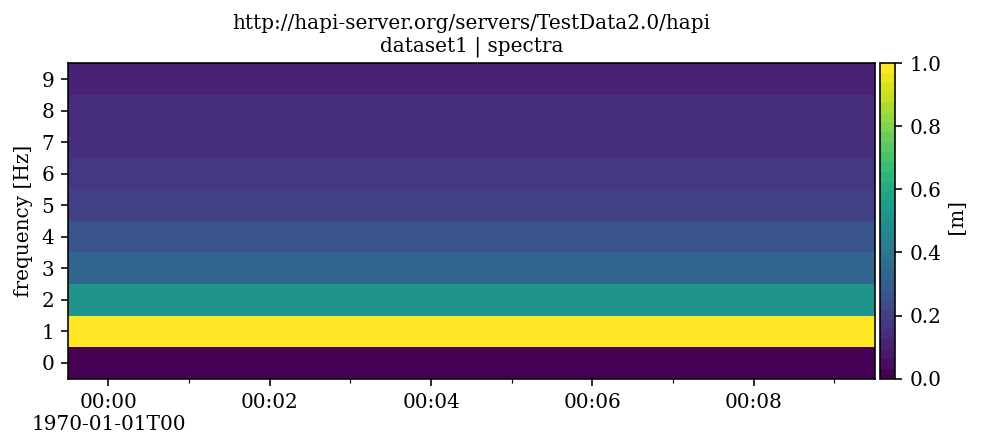 http://hapi-server.org/servers/TestData2.0/hapi
dataset1 | spectra
frequency [Hz]
9
8
7
6
5
4
3
2
1
0
1.0
0.8
0.6
0.4
0.2
0.0
[m]
00:00 00:02 00:04 00:06 00:08
1970-01-01T00